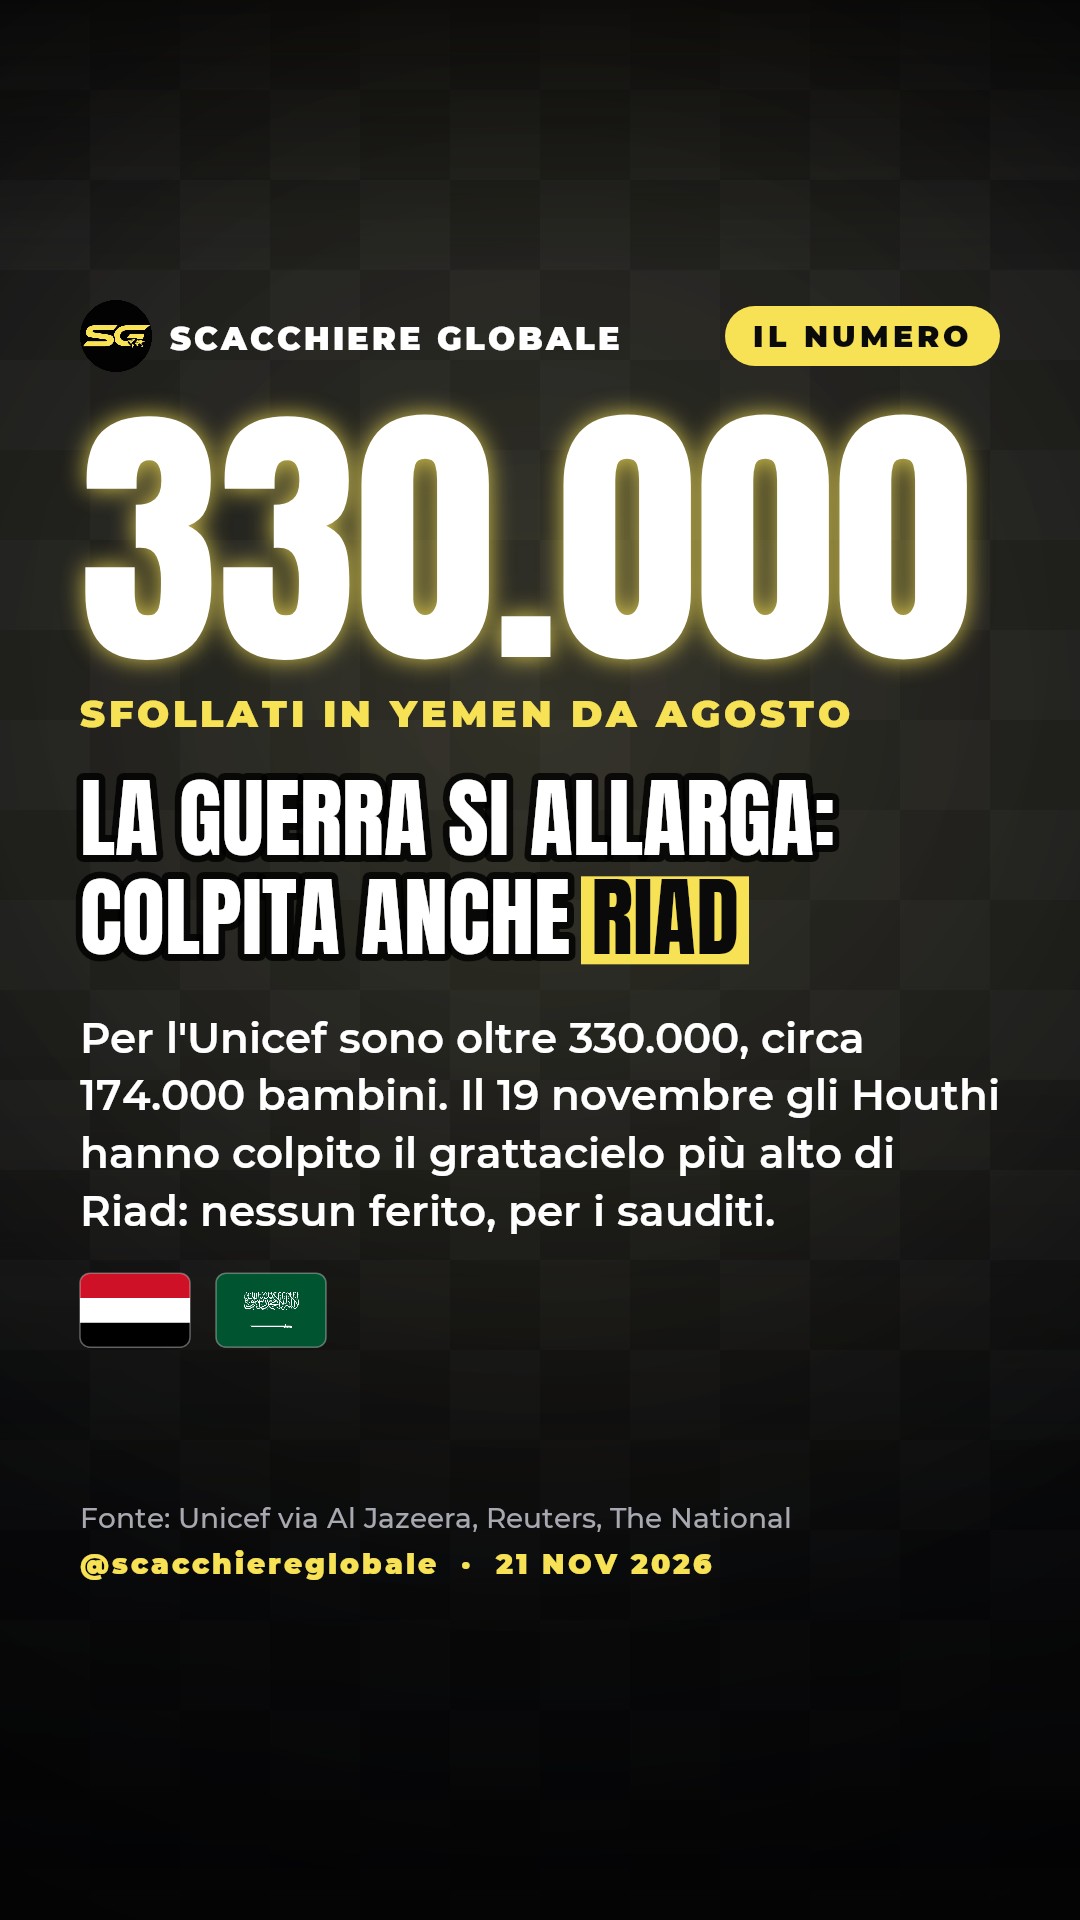 SG
SCACCHIERE GLOBALE
IL NUMERO
330.000
SFOLLATI IN YEMEN DA AGOSTO
LA GUERRA SI ALLARGA:
COLPITA ANCHE RIAD
Per l'Unicef sono oltre 330.000, circa
174.000 bambini. Il 19 novembre gli Houthi
hanno colpito il grattacielo più alto di
Riad: nessun ferito, per i sauditi.
Fonte: Unicef via Al Jazeera, Reuters, The National
@scacchiereglobale • 21 NOV 2026